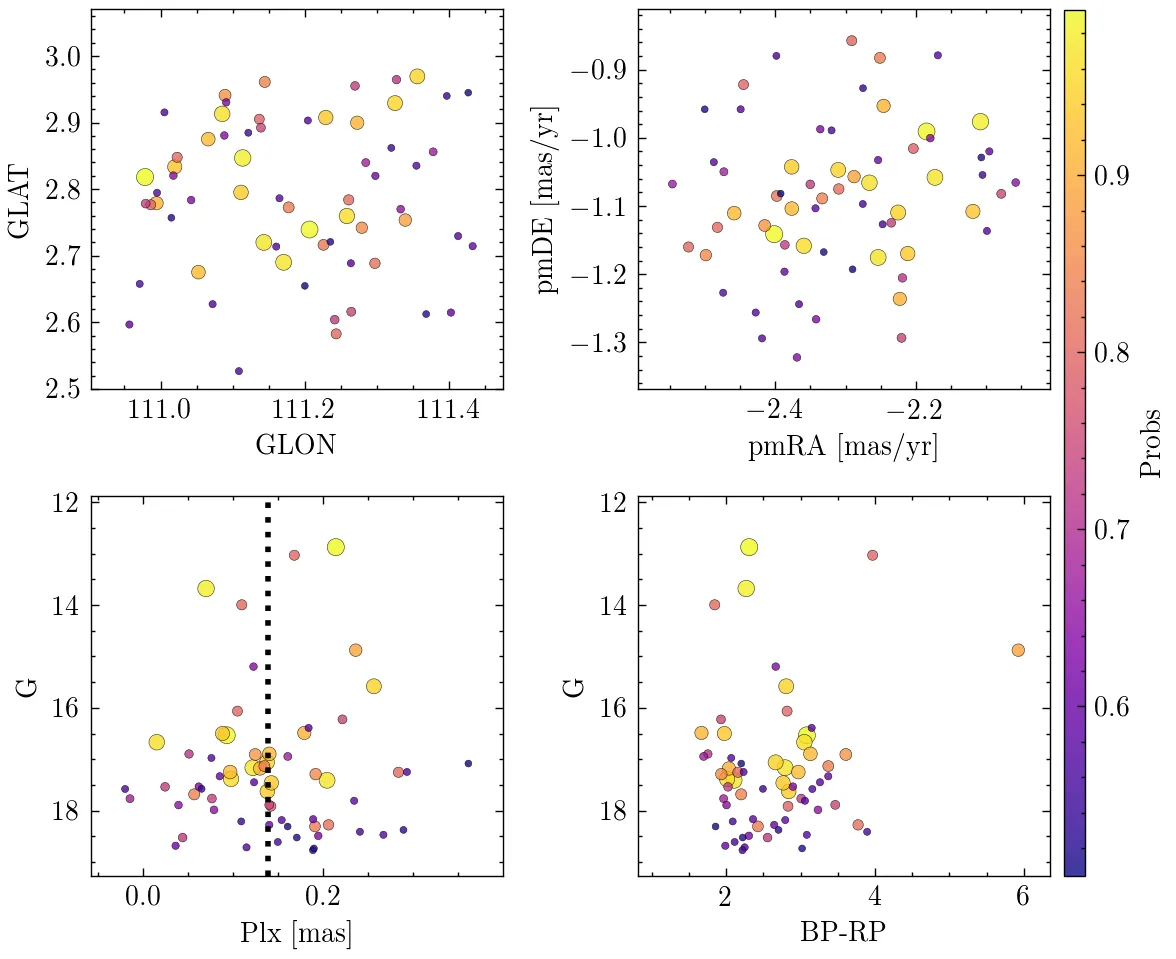 3.0
2.9
2.8
2.7
2.6
2.5
GLAT
111.0 111.2 111.4
GLON
−0.9
−1.0
−1.1
−1.2
−1.3
pmDE [mas/yr]
−2.4 −2.2
pmRA [mas/yr]
12
14
16
18
G
0.0 0.2
Plx [mas]
12
14
16
18
G
2 4 6
BP-RP
0.9
0.8
0.7
0.6
Probs